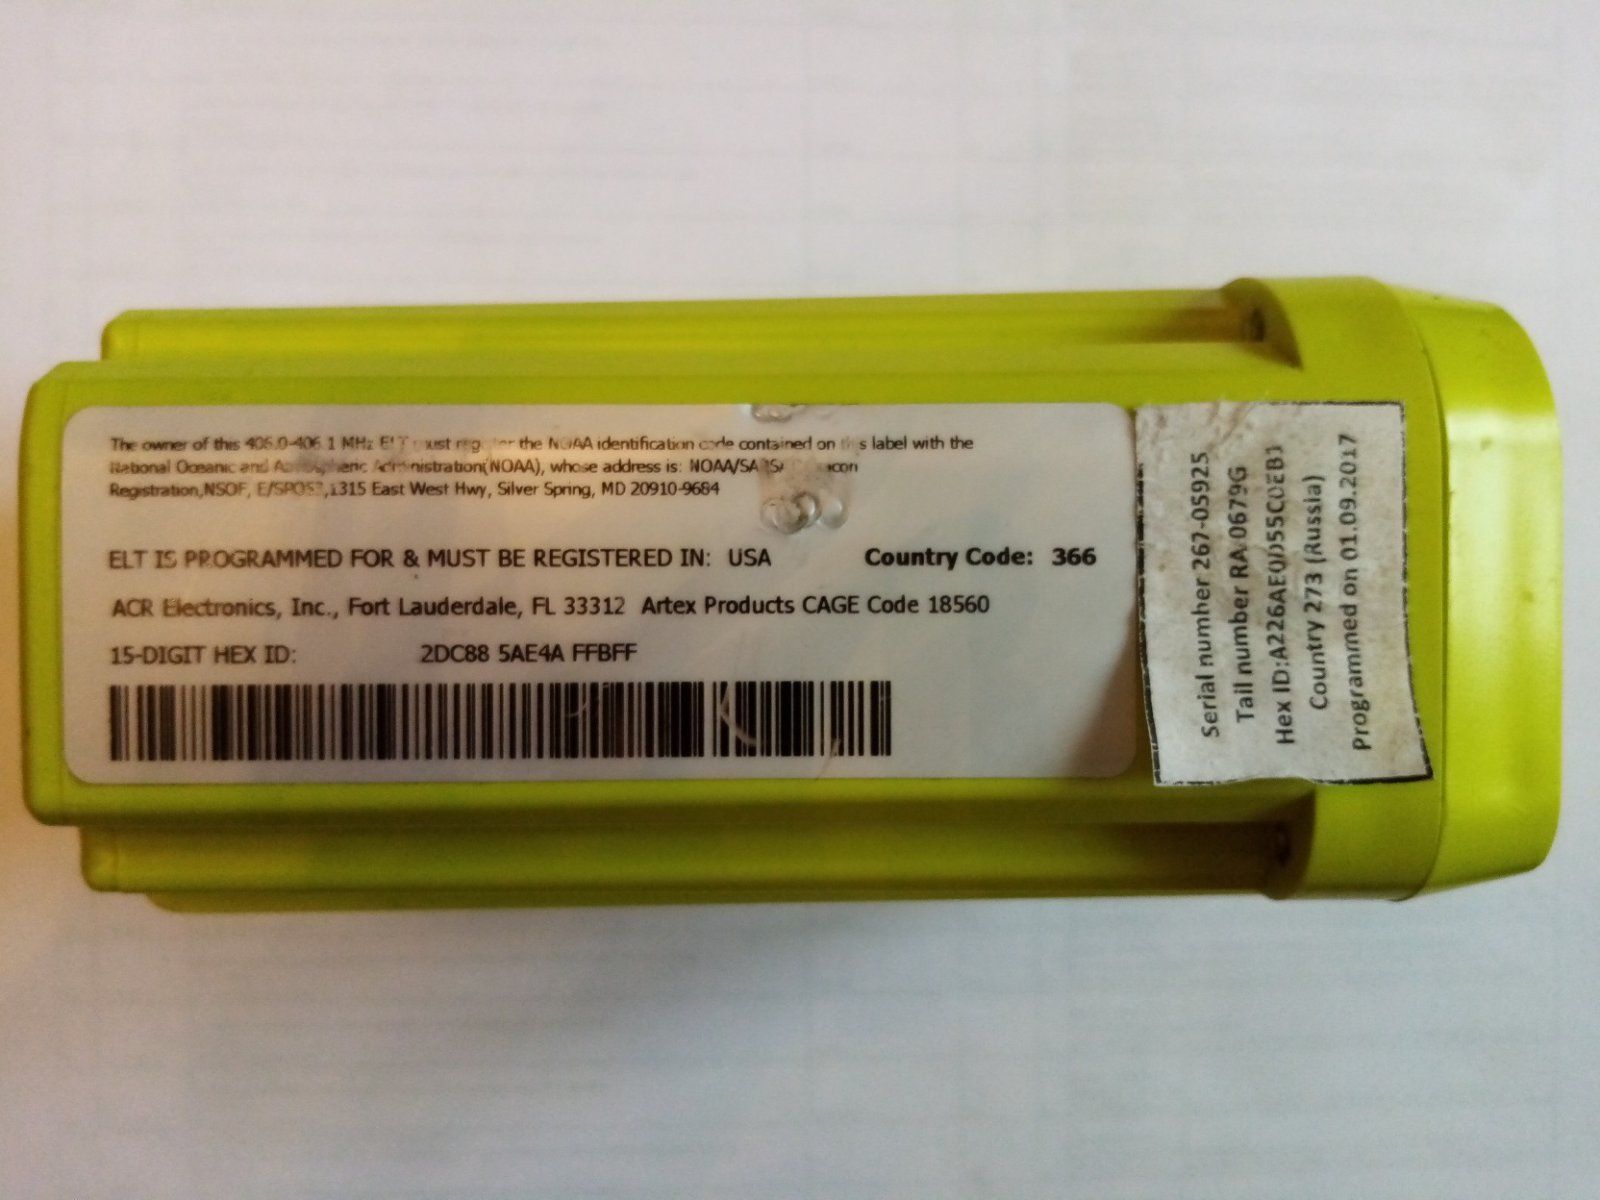 The owner of this 406.0-406.1 MHz ELT must register the NOAA identification code contained on this label with the
National Oceanic and Atmospheric Administration(NOAA), whose address is: NOAA/SARSAT Beacon
Registration,NSOF, 1315 East West Hwy, Silver Spring, MD 20910-9684
ELT IS PROGRAMMED FOR & MUST BE REGISTERED IN: USA Country Code: 366
ACR Electronics, Inc., Fort Lauderdale, FL 33312 Artex Products CAGE Code 18560
15-DIGIT HEX ID: 2DC88 5AE4A FFBFF
Serial number 267-05925
Tail number RA 0679G
Hex ID:
Country 273 (Russia)
Programmed on 01.09.2017